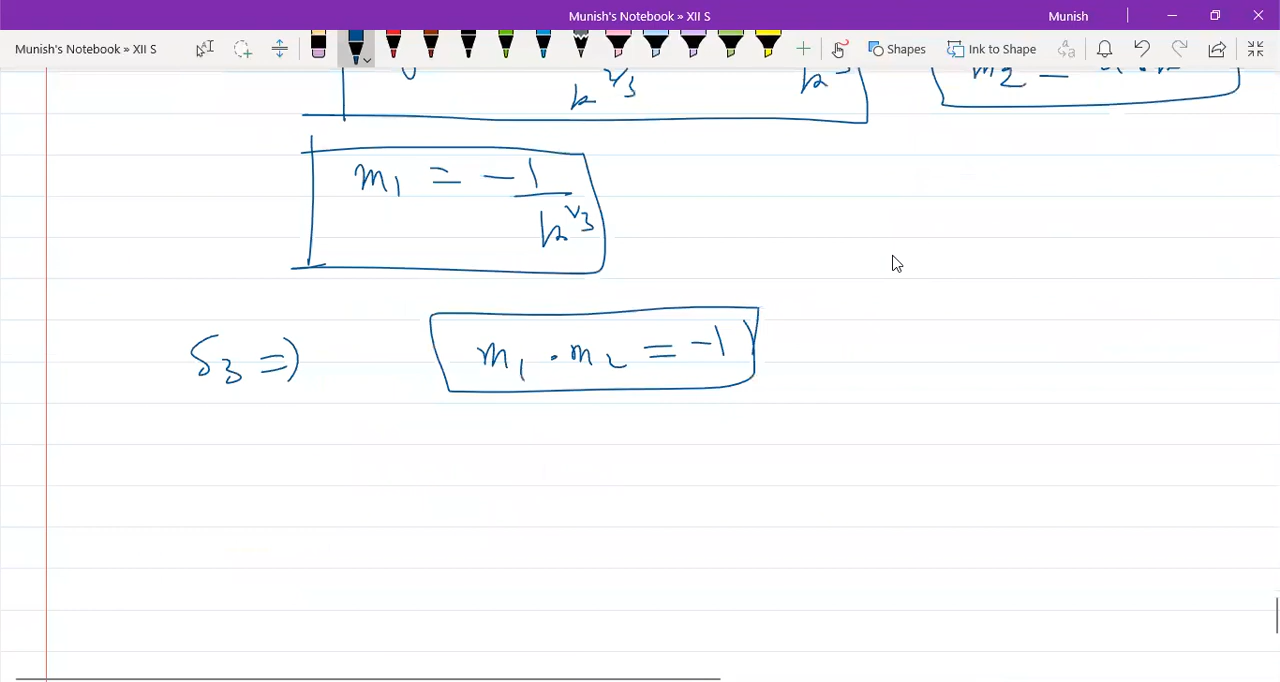 Munish's Notebook » XII S
Munish
Munish's Notebook » XII S
Shapes
Ink to Shape
k^1/3
m2 =
m1 = -1
k^1/3
S3 =>
m1 . m2 = -1